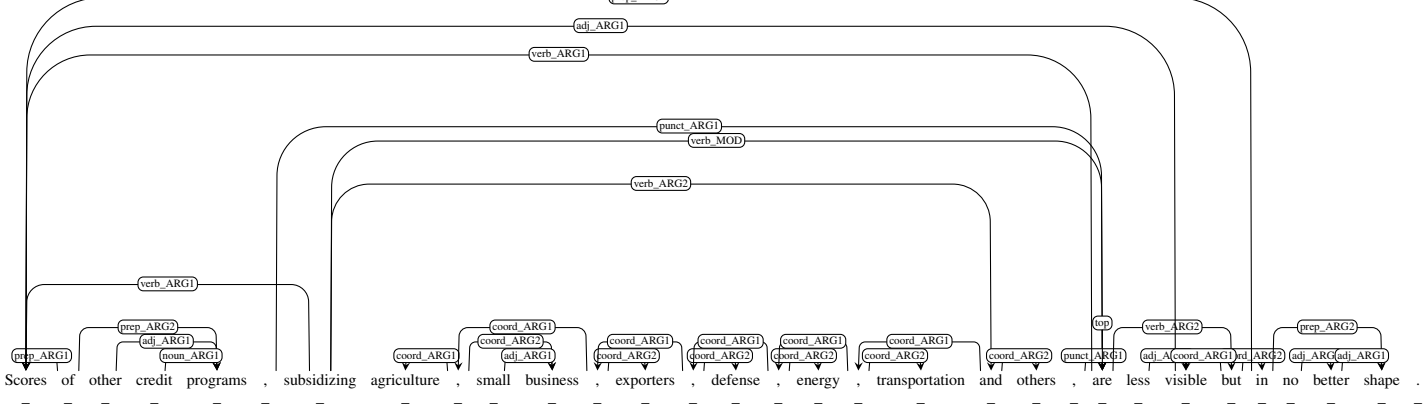 adj_ARG1
verb_ARG1
punct_ARG1
verb_MOD
verb_ARG2
verb_ARG1
top
prep_ARG2 coord_ARG1 verb_ARG2 prep_ARG2
adj_ARG1 coord_ARG2 coord_ARG1 coord_ARG1 coord_ARG1 coord_ARG1
prep_ARG1 noun_ARG1 coord_ARG1 adj_ARG1 coord_ARG2 coord_ARG2 coord_ARG2 coord_ARG2 coord_ARG2 punct_ARG1 coord_ARG1 adj_ARG1
Scores of other credit programs , subsidizing agriculture , small business , exporters , defense , energy , transportation and others , are less visible but in no better shape .